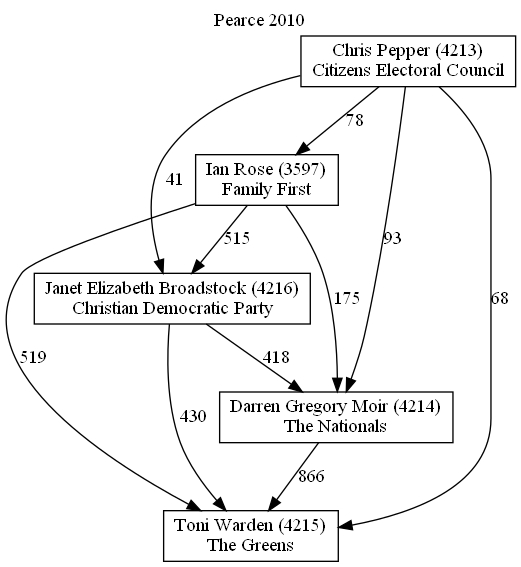 Pearce 2010
Chris Pepper (4213)
Citizens Electoral Council
78
Ian Rose (3597)
Family First
41
515
93
Janet Elizabeth Broadstock (4216)
Christian Democratic Party
175
68
519
418
Darren Gregory Moir (4214)
The Nationals
430
866
Toni Warden (4215)
The Greens